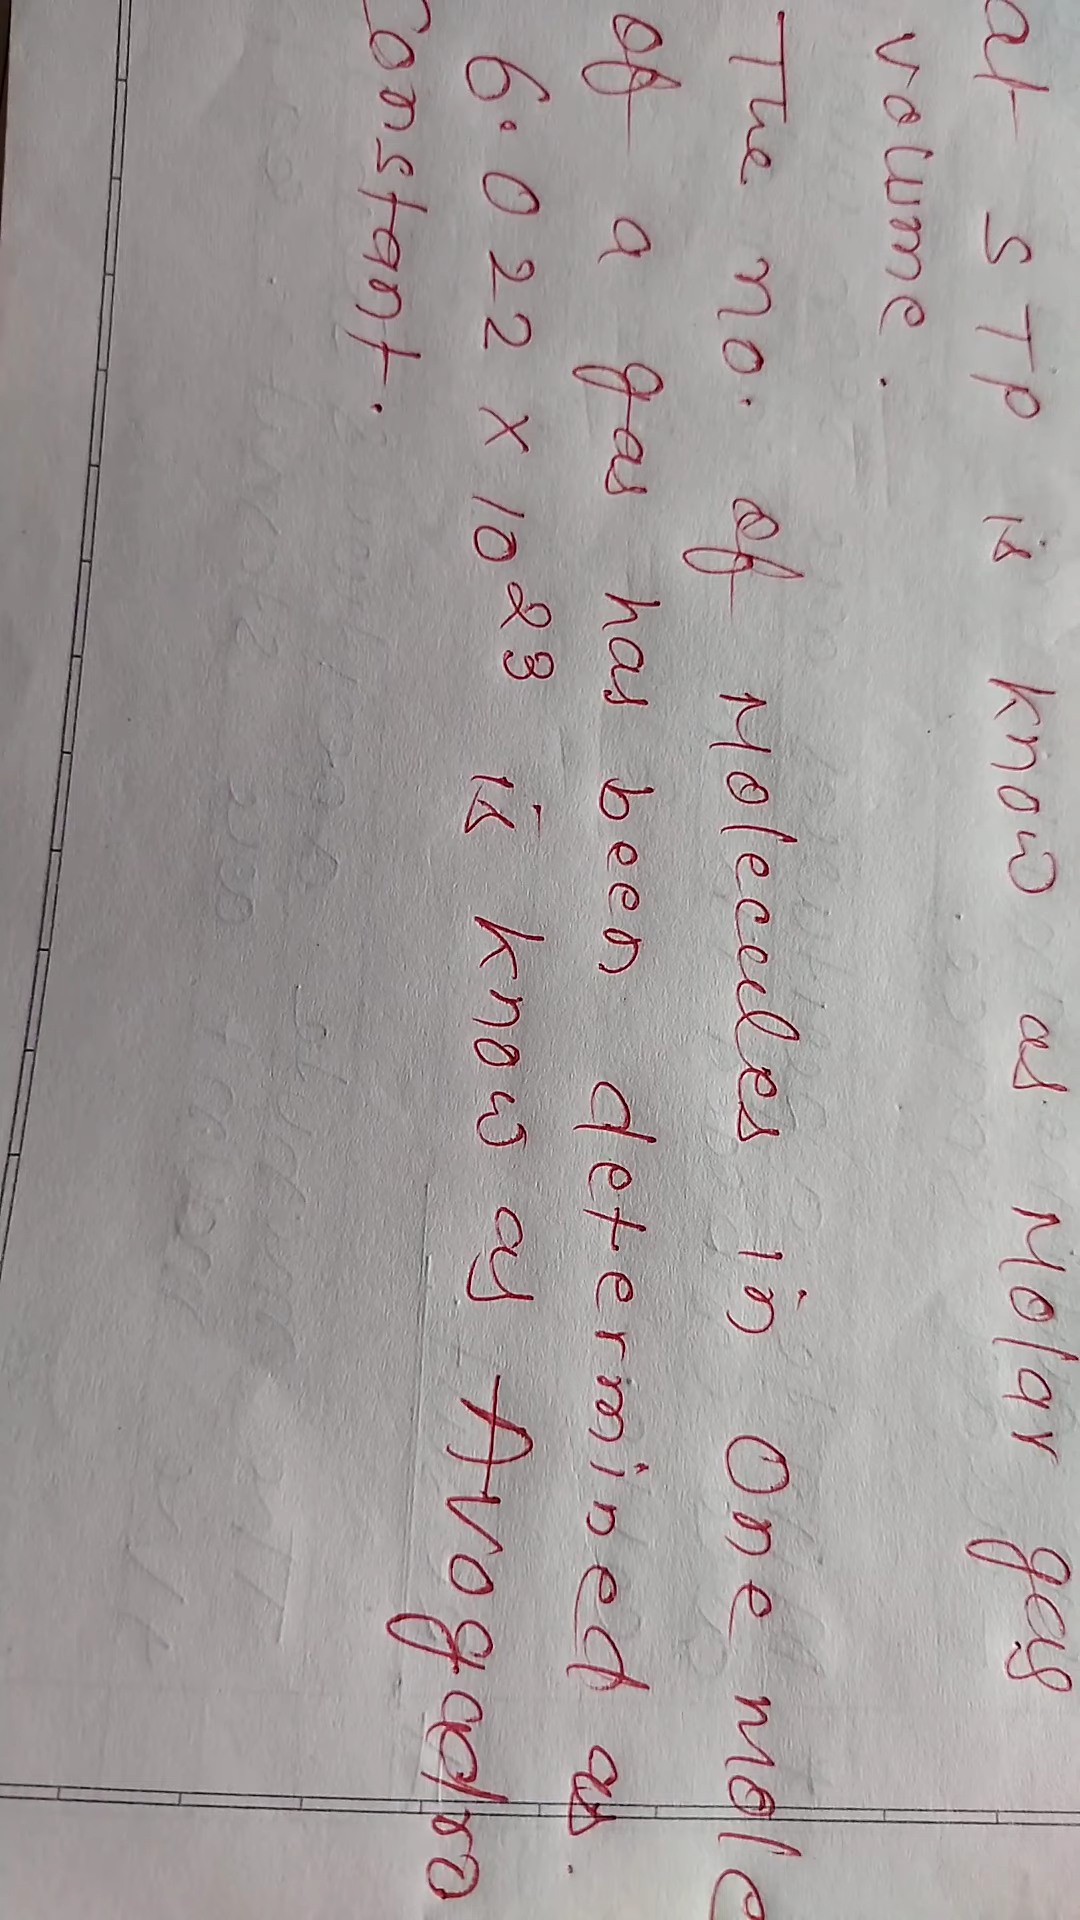 at STP is know as Molar gas
volume.
The no. of Molecules in One mole
of a gas has been determined as.
6.022 x 10²³ is know as Avogadro
Constant.